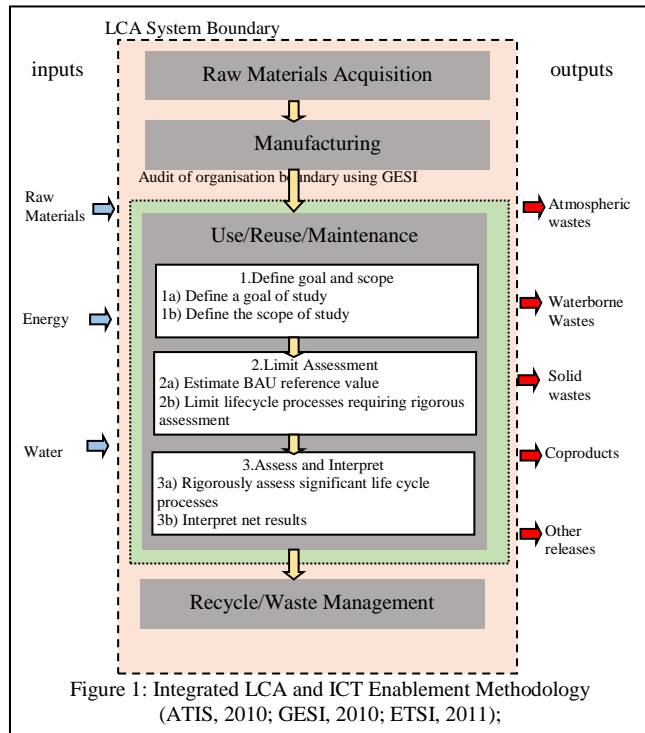 LCA System Boundary
inputs
outputs
Raw Materials Acquisition
Manufacturing
Audit of organisation boundary using GESI
Raw
Materials
Atmospheric
wastes
Use/Reuse/Maintenance
1.Define goal and scope
1a) Define a goal of study
1b) Define the scope of study
Energy
Waterborne
Wastes
2.Limit Assessment
2a) Estimate BAU reference value
2b) Limit lifecycle processes requiring rigorous
assessment
Solid
wastes
Water
Coproducts
3.Assess and Interpret
3a) Rigorously assess significant life cycle
processes
3b) Interpret net results
Other
releases
Recycle/Waste Management
Figure 1: Integrated LCA and ICT Enablement Methodology
(ATIS, 2010; GESI, 2010; ETSI, 2011);